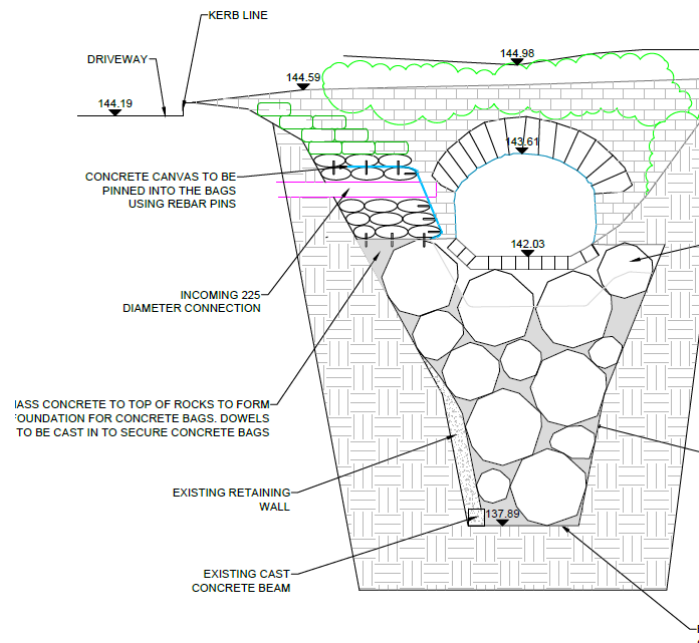 KERB LINE
DRIVEWAY
144.98
144.59
144.19
143.61
CONCRETE CANVAS TO BE
PINNED INTO THE BAGS
USING REBAR PINS
142.03
INCOMING 225
DIAMETER CONNECTION
IASS CONCRETE TO TOP OF ROCKS TO FORM
FOUNDATION FOR CONCRETE BAGS. DOWELS
TO BE CAST IN TO SECURE CONCRETE BAGS
EXISTING RETAINING
WALL
137.89
EXISTING CAST
CONCRETE BEAM